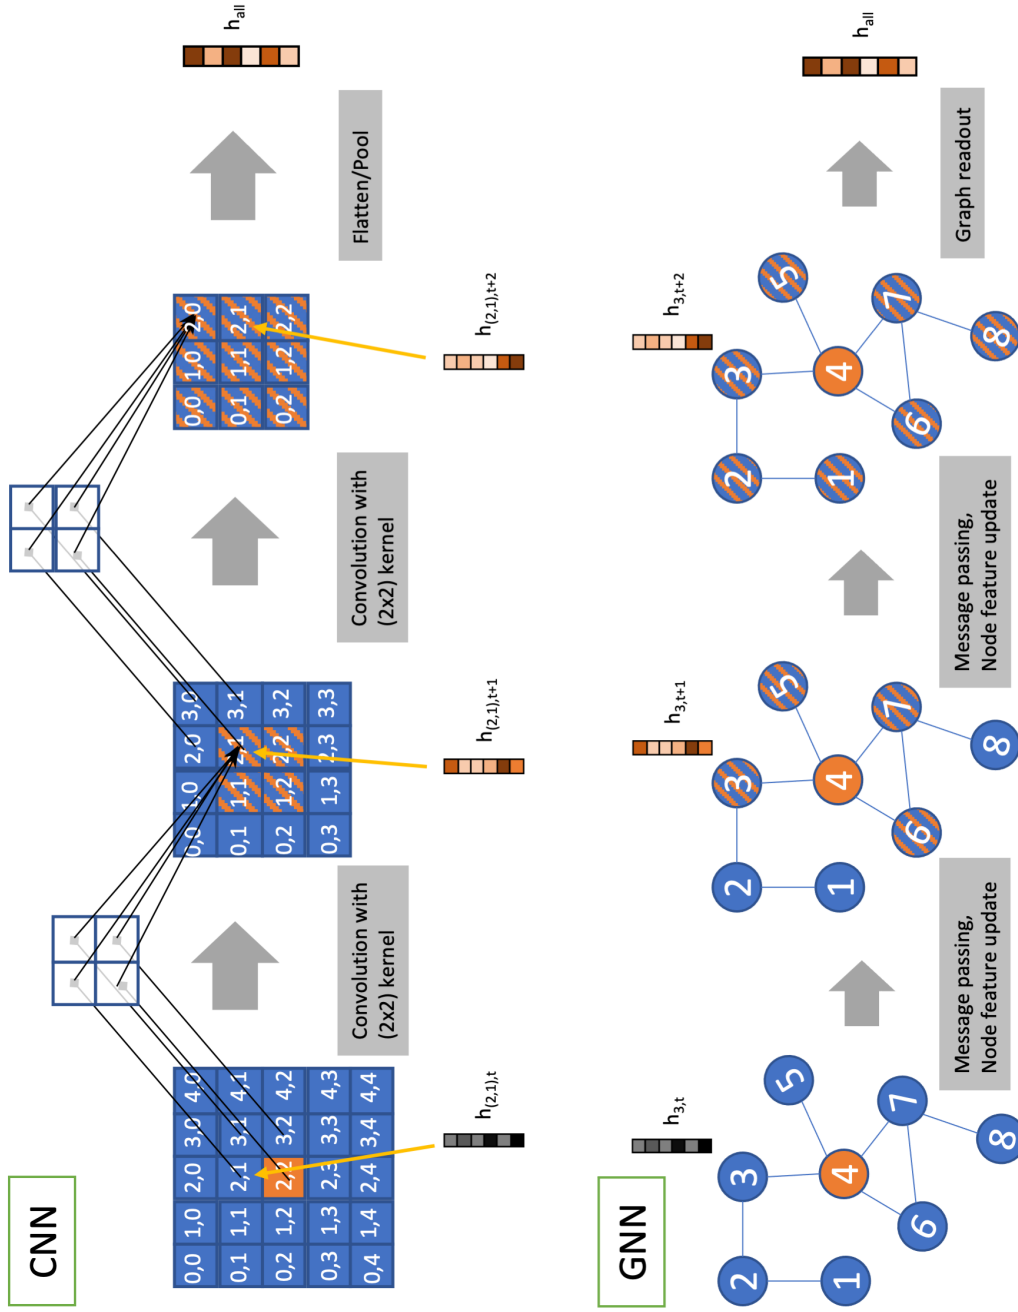 CNN
0,0 1,0 2,0 3,0 4,0
0,1 1,1 2,1 3,1 4,1
0,2 1,2 2,2 3,2 4,2
0,3 1,3 2,3 3,3 4,3
0,4 1,4 2,4 3,4 4,4
h(2,1),t
Convolution with
(2x2) kernel
0,0 1,0 2,0 3,0
0,1 1,1 2,1 3,1
0,2 1,2 2,2 3,2
0,3 1,3 2,3 3,3
h(2,1),t+1
Convolution with
(2x2) kernel
0,0 1,0 2,0
0,1 1,1 2,1
0,2 1,2 2,2
h(2,1),t+2
Flatten/Pool
hall
GNN
h3,t
2 3 5
1 4 7
6 8
Message passing,
Node feature update
h3,t+1
2 3 5
1 4 7
6 8
Message passing,
Node feature update
h3,t+2
2 3 5
1 4 7
6 8
Graph readout
hall